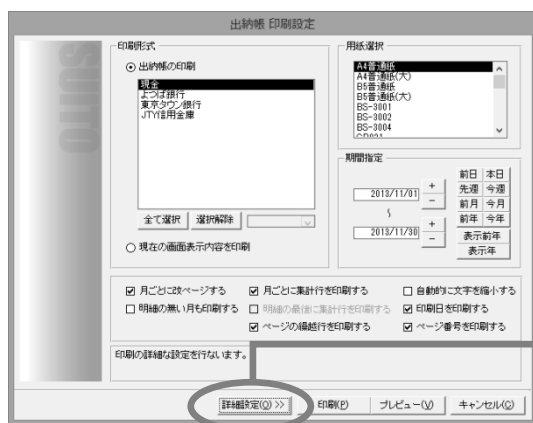 出納帳 印刷設定
SUITO
印刷形式
出納帳の印刷
現金
よつば銀行
東京タウン銀行
JTY信用金庫
全て選択 選択解除
現在の画面表示内容を印刷
用紙選択
A4普通紙
A4普通紙(大)
B5普通紙
B5普通紙(大)
BS-3001
BS-3002
BS-3004
期間指定
2013/11/01 + -
～
2013/11/30 + -
前日 本日
先週 今週
前月 今月
前年 今年
表示前年
表示年
月ごとに改ページする 月ごとに集計行を印刷する 自動的に文字を縮小する
明細の無い月も印刷する 明細の最後に集計行を印刷する 印刷日を印刷する
ページの繰越行を印刷する ページ番号を印刷する
印刷の詳細な設定を行ないます。
詳細設定(O) >> 印刷(P) プレビュー(V) キャンセル(C)